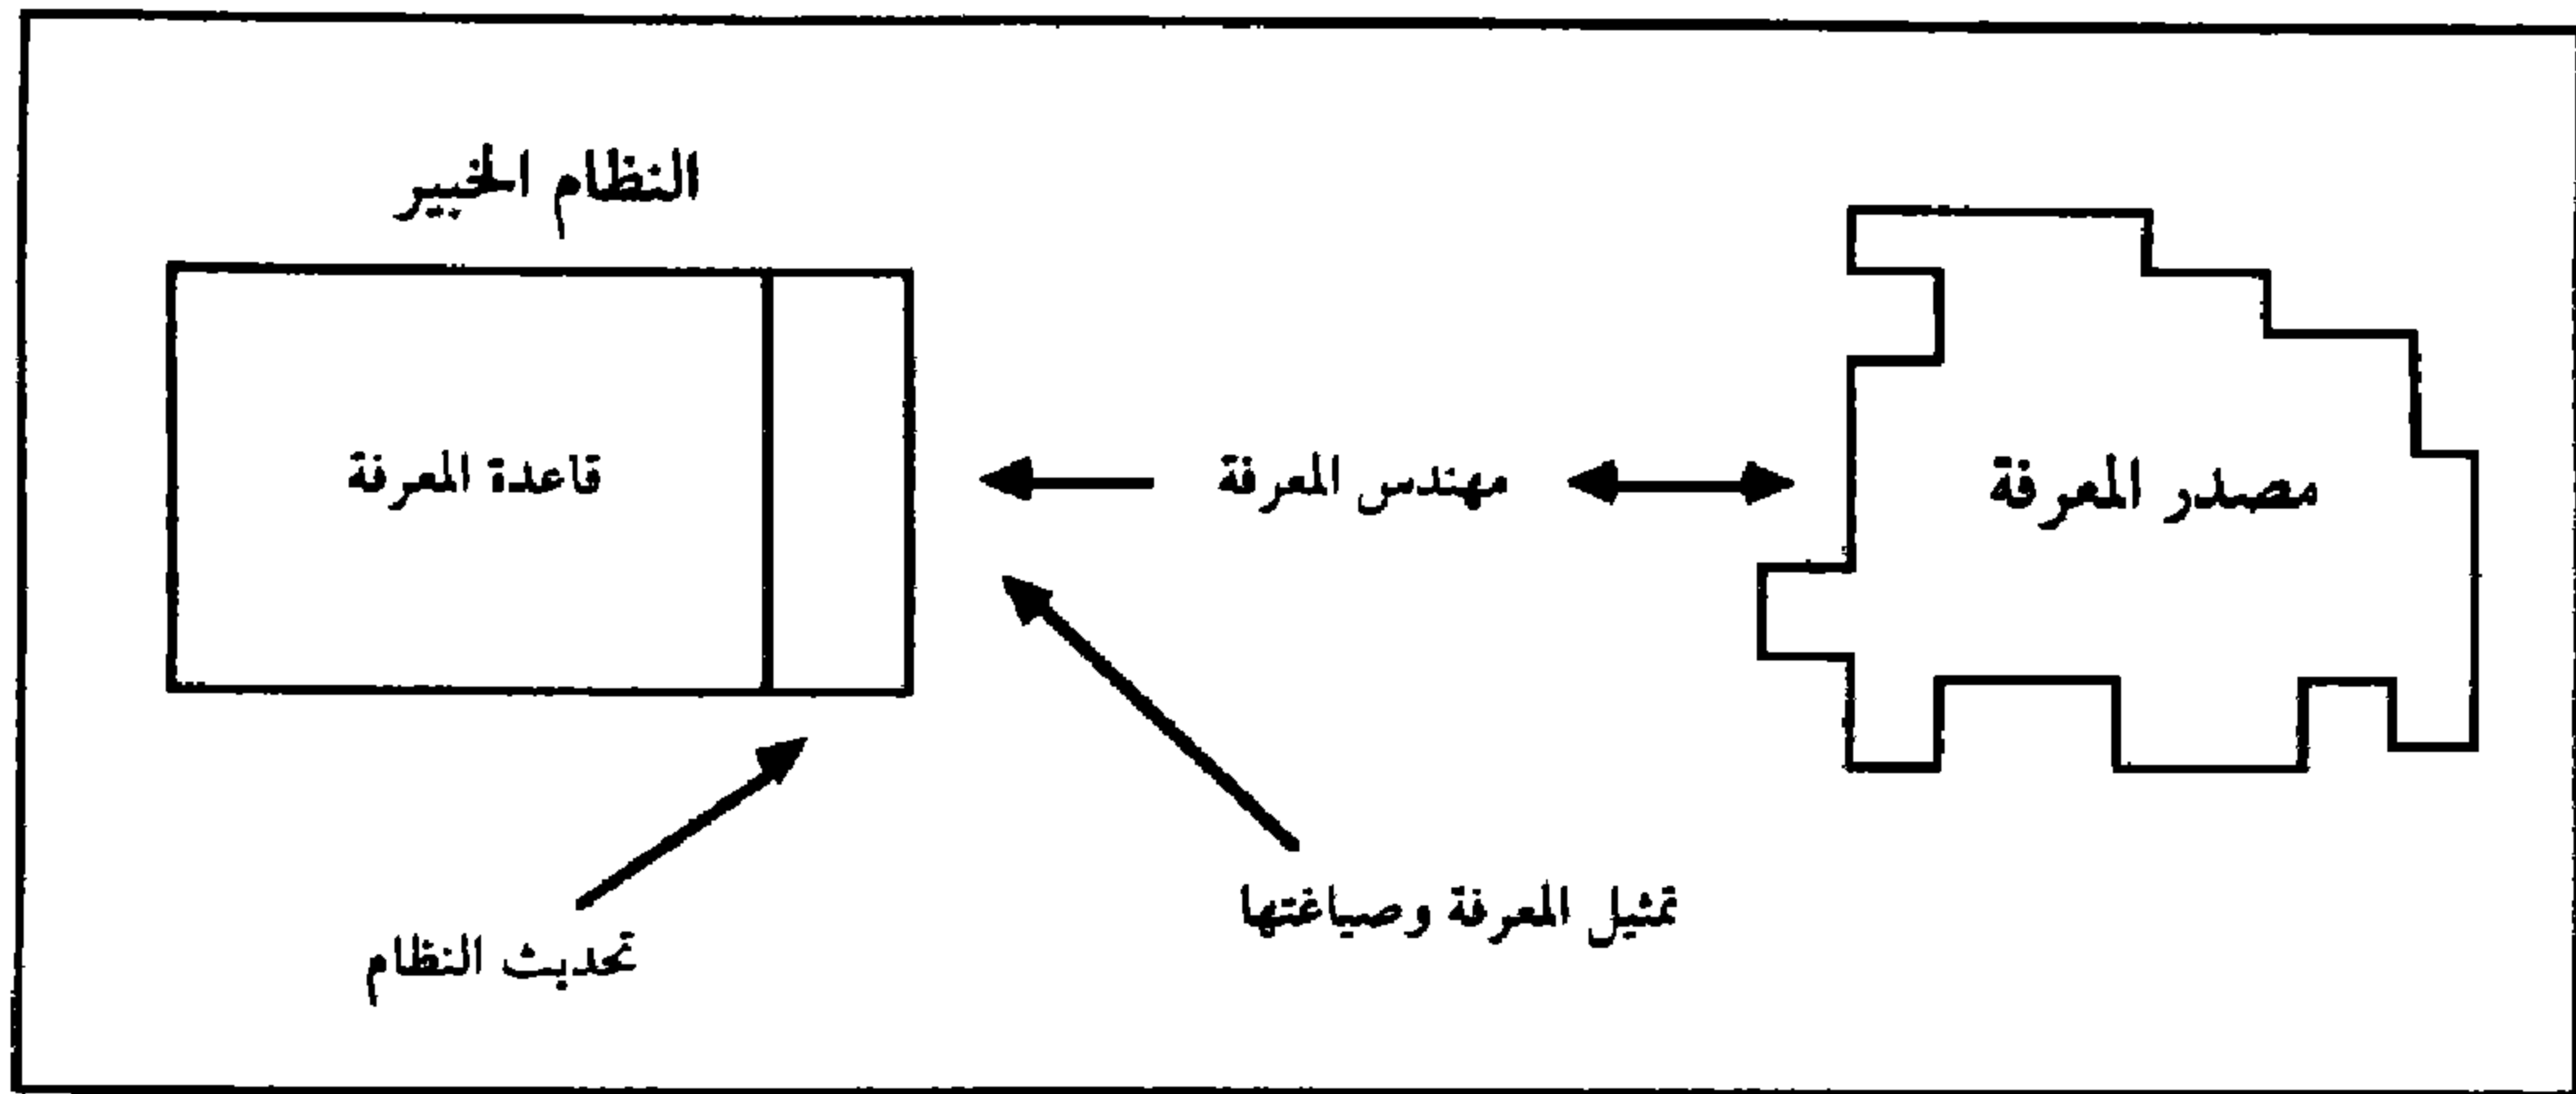 النظام الخبير
مصدر المعرفة
مهندس المعرفة
قاعدة المعرفة
تمثيل المعرفة وصياغتها
تحديث النظام